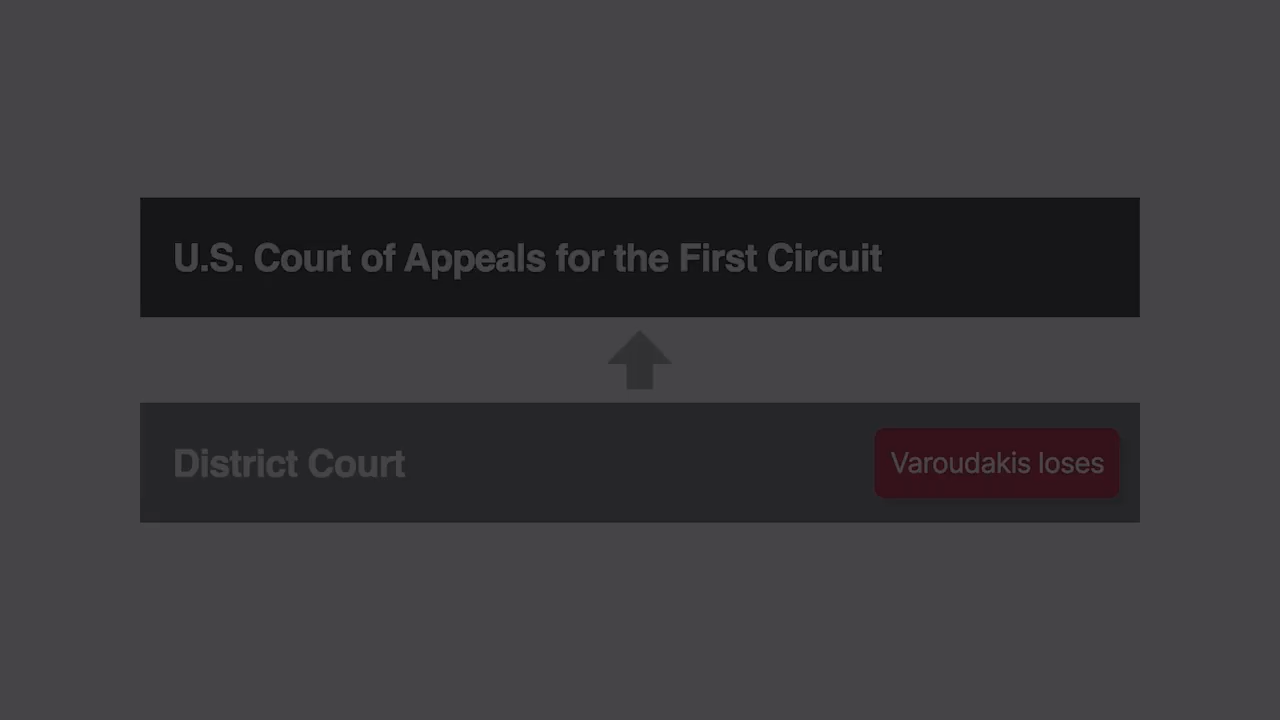 U.S. Court of Appeals for the First Circuit
District Court
Varoudakis loses